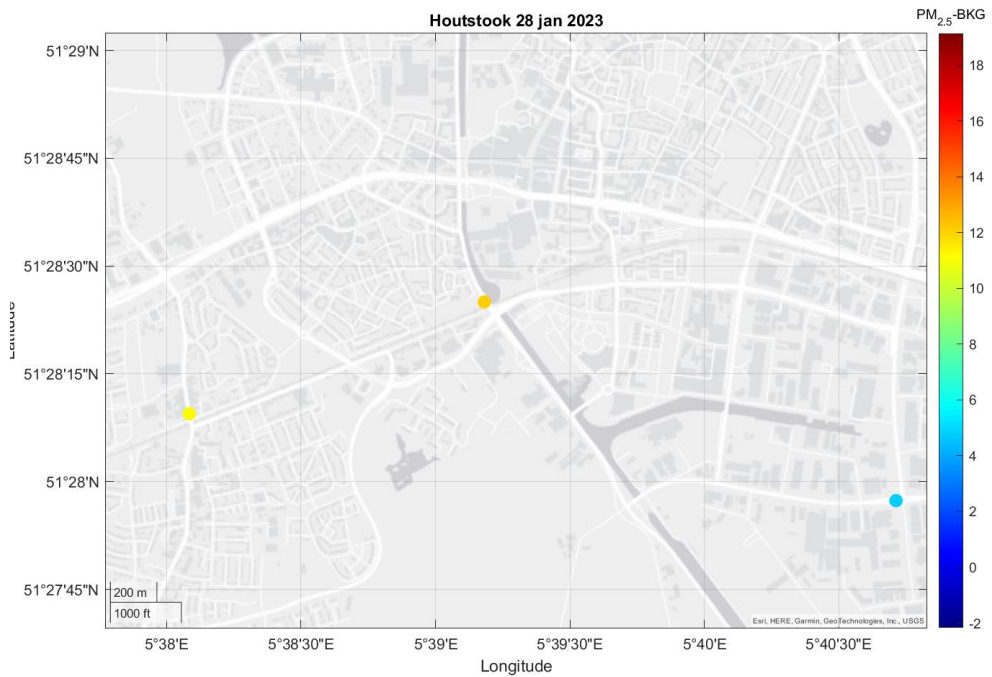 Houtstook 28 jan 2023
PM2.5-BKG
51°29'N
51°28'45"N
51°28'30"N
51°28'15"N
51°28'N
51°27'45"N
Latitude
200 m
1000 ft
Esri, HERE, Garmin, GeoTechnologies, Inc., USGS
5°38'E
5°38'30"E
5°39'E
5°39'30"E
5°40'E
5°40'30"E
Longitude
18
16
14
12
10
8
6
4
2
0
-2